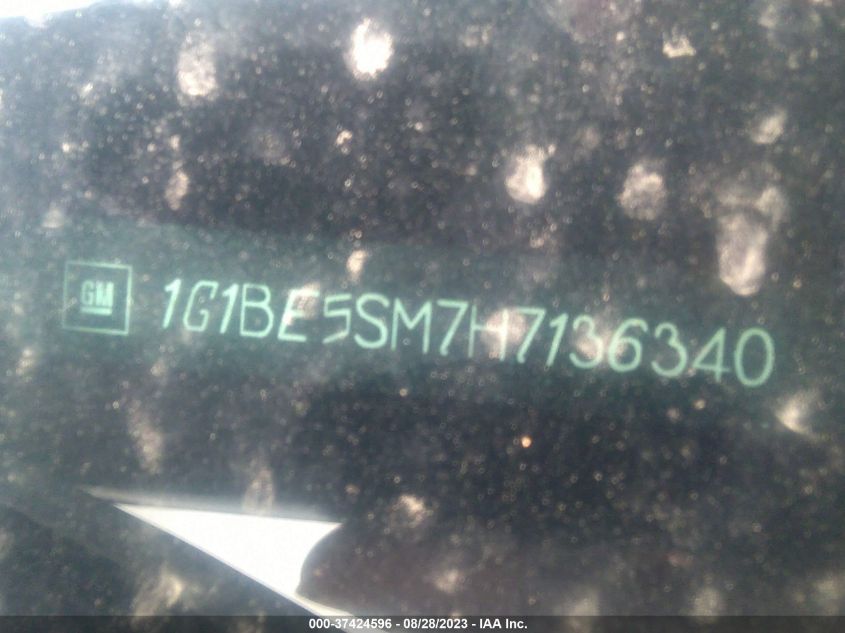 GM 1G1BE5SM7H7136340
000-37424596 - 08/28/2023 - IAA Inc.